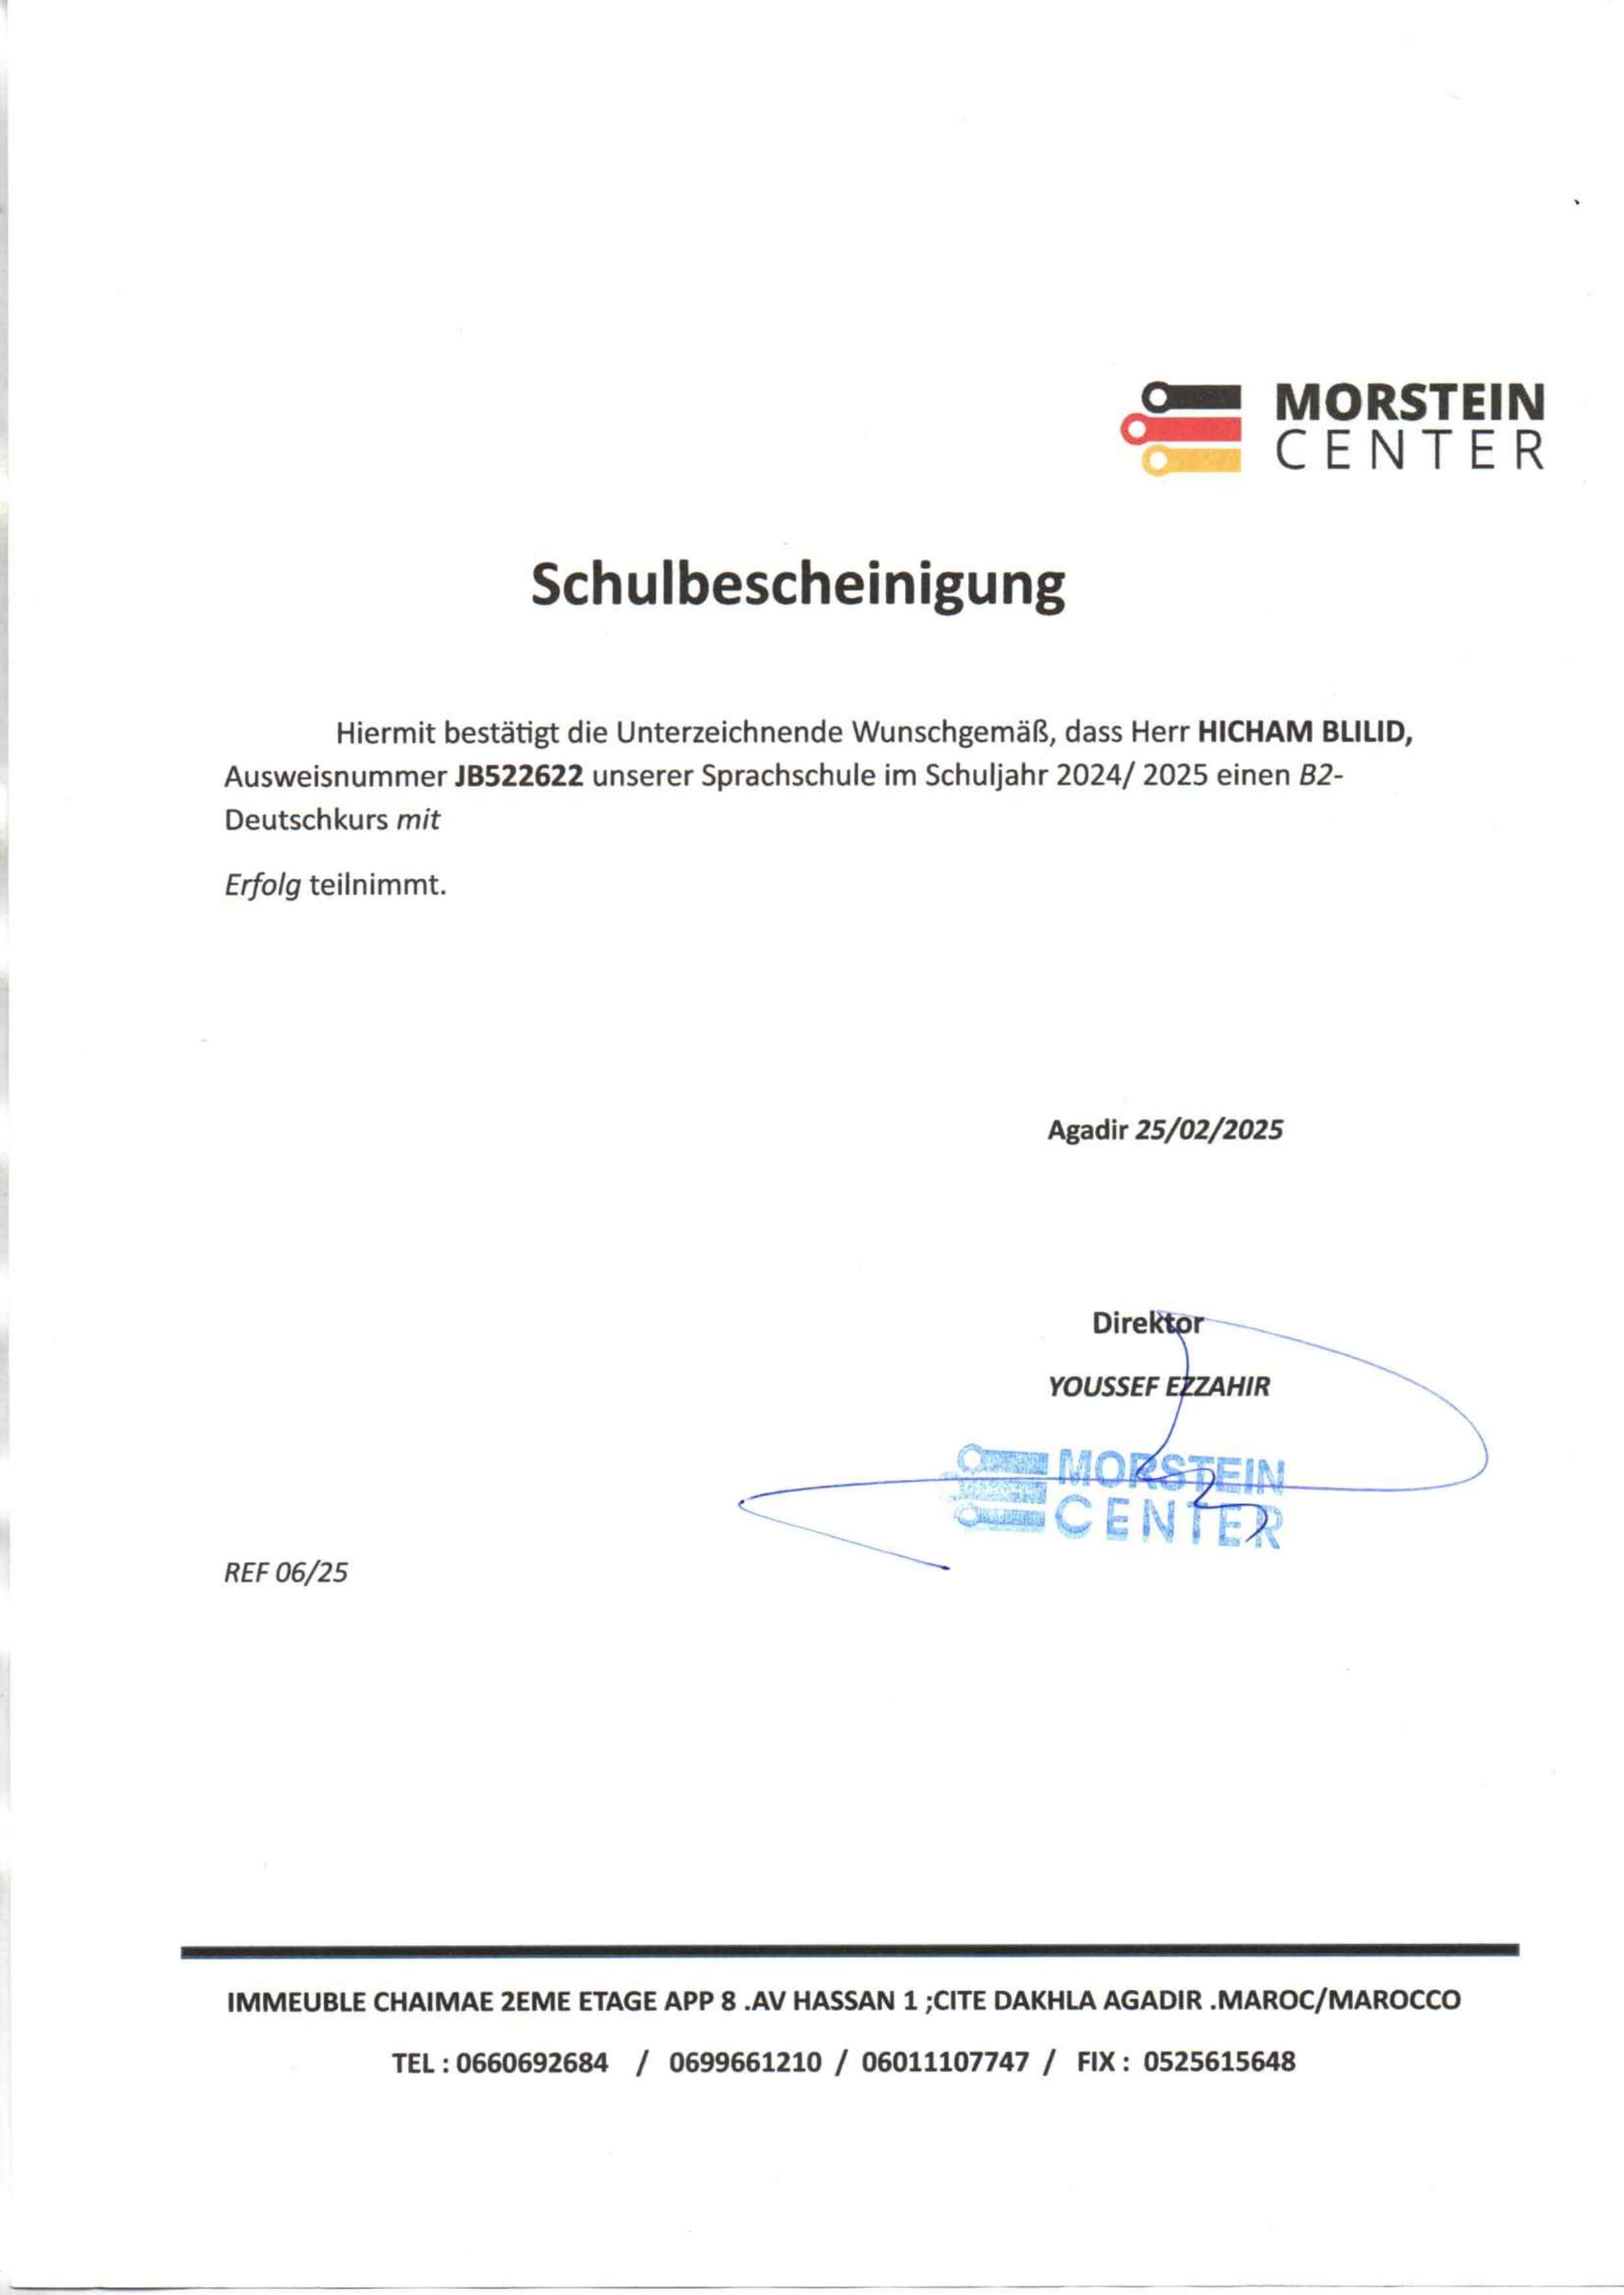 MORSTEIN
CENTER
Schulbescheinigung
Hiermit bestätigt die Unterzeichnende Wunschgemäß, dass Herr HICHAM BLILID,
Ausweisnummer JB522622 unserer Sprachschule im Schuljahr 2024/ 2025 einen B2-
Deutschkurs mit
Erfolg teilnimmt.
Agadir 25/02/2025
Direktor
YOUSSEF EZZAHIR
MORSTEIN
CENTER
REF 06/25
IMMEUBLE CHAIMAE 2EME ETAGE APP 8 .AV HASSAN 1 ;CITE DAKHLA AGADIR .MAROC/MAROCCO
TEL : 0660692684 / 0699661210 / 06011107747 / FIX : 0525615648